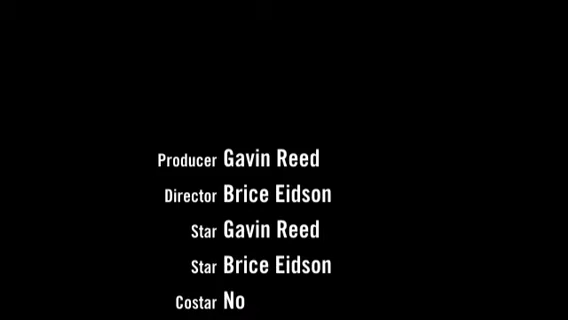 Producer Gavin Reed
Director Brice Eidson
Star Gavin Reed
Star Brice Eidson
Costar No